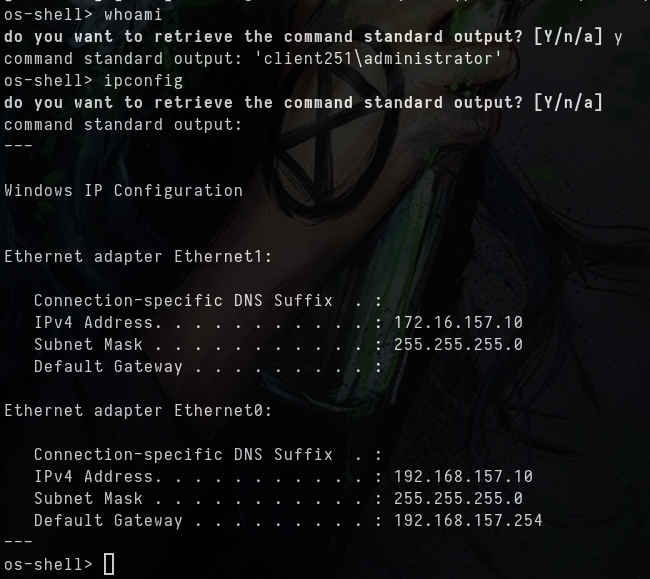 os-shell> whoami
do you want to retrieve the command standard output? [Y/n/a] y
command standard output: 'client251\administrator'
os-shell> ipconfig
do you want to retrieve the command standard output? [Y/n/a]
command standard output:
---
Windows IP Configuration
Ethernet adapter Ethernet1:
   Connection-specific DNS Suffix  . :
   IPv4 Address. . . . . . . . . . . : 172.16.157.10
   Subnet Mask . . . . . . . . . . . : 255.255.255.0
   Default Gateway . . . . . . . . . :
Ethernet adapter Ethernet0:
   Connection-specific DNS Suffix  . :
   IPv4 Address. . . . . . . . . . . : 192.168.157.10
   Subnet Mask . . . . . . . . . . . : 255.255.255.0
   Default Gateway . . . . . . . . . : 192.168.157.254
---
os-shell>